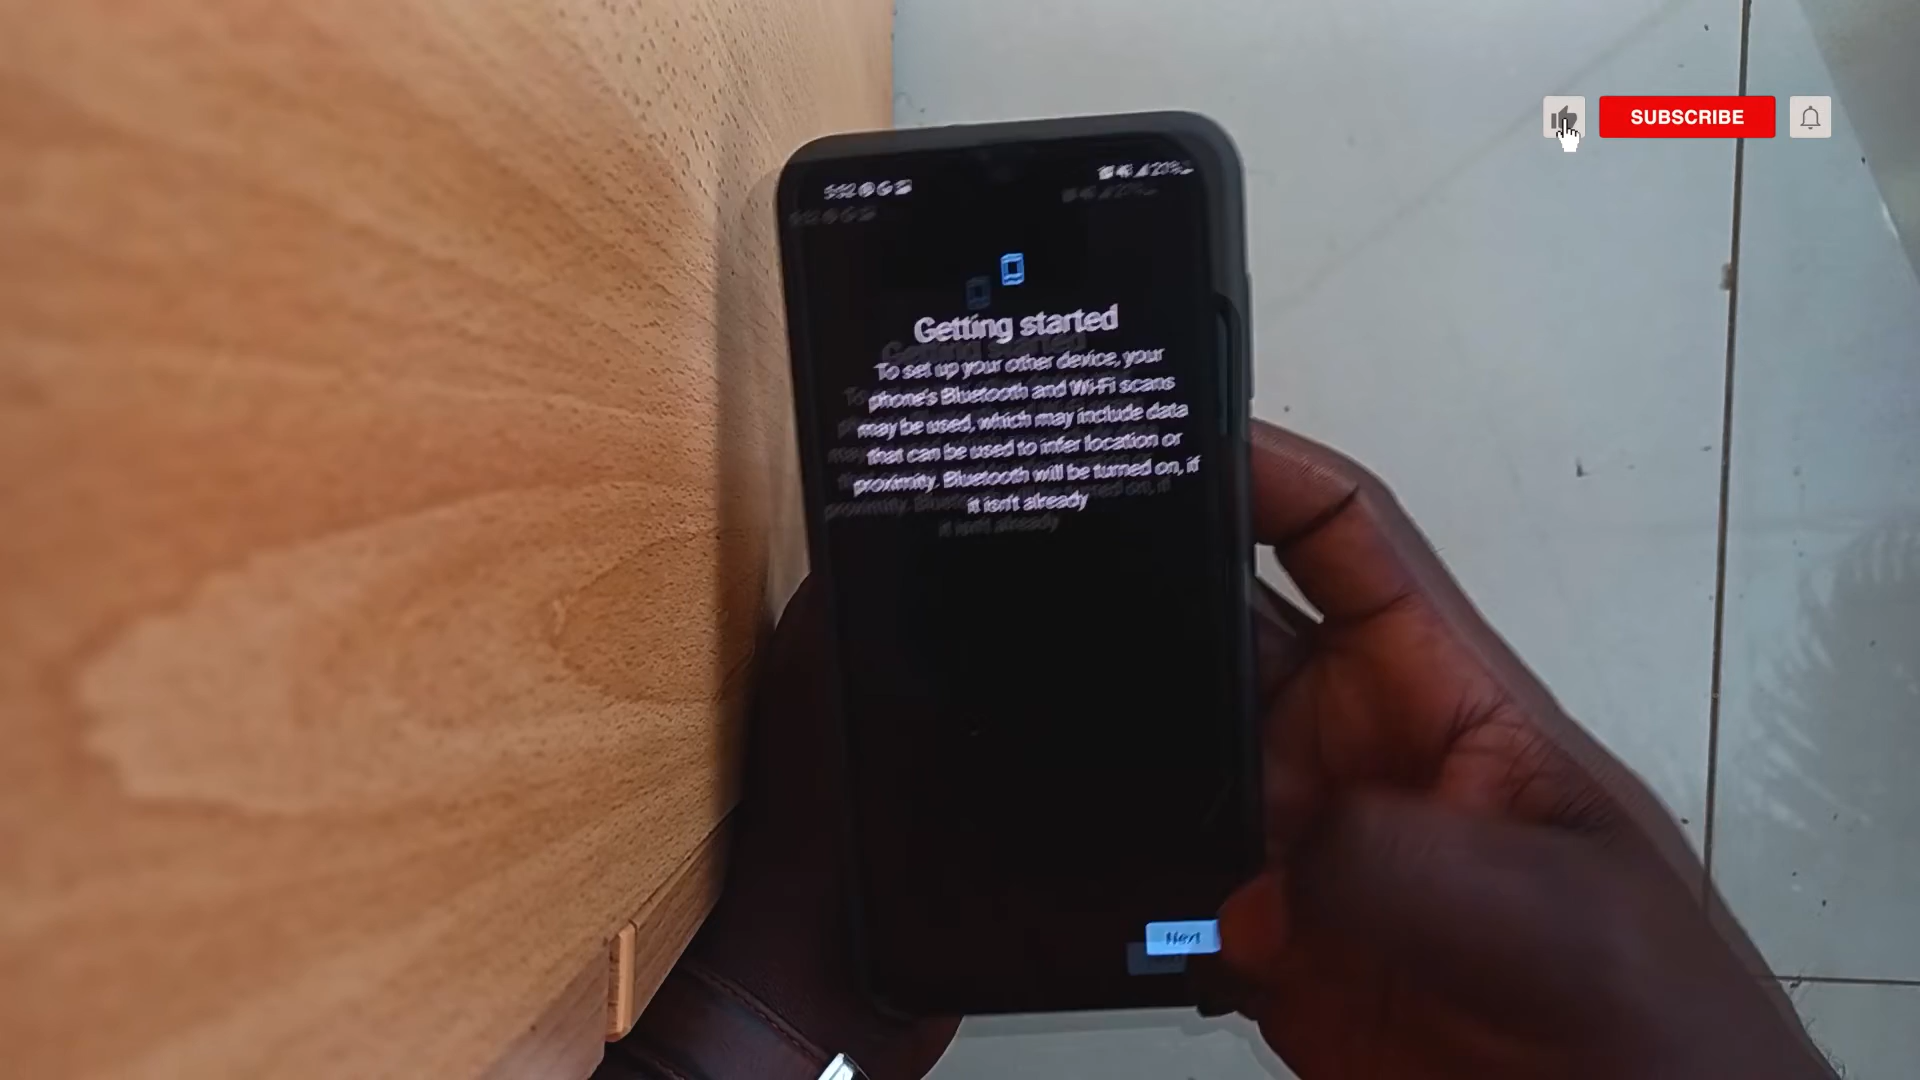 SUBSCRIBE
5:02
Getting started
To set up your other device, your
phone's Bluetooth and Wi-Fi scans
may be used, which may include data
that can be used to infer location or
proximity. Bluetooth will be turned on, if
it isn't already
Next